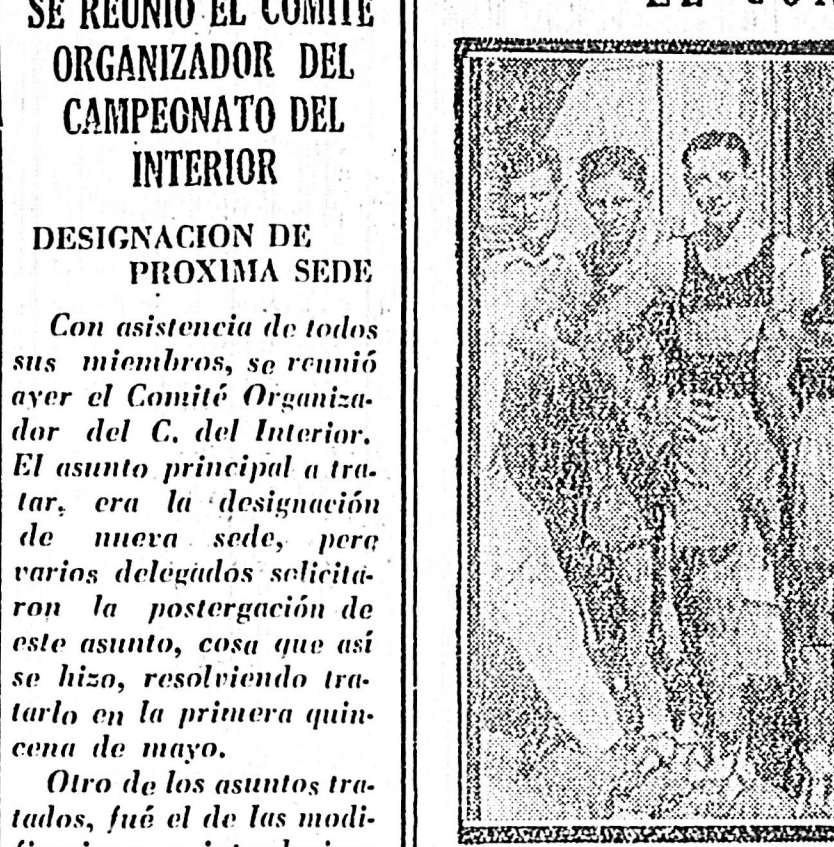 SE REUNIO EL COMITE
ORGANIZADOR DEL
CAMPEONATO DEL
INTERIOR
DESIGNACION DE
PROXIMA SEDE
Con asistencia de todos
sus miembros, se reunió
ayer el Comité Organiza-
dor del C. del Interior.
El asunto principal a tra-
tar, era la designación
de nueva sede, pero
varios delegados solicita-
ron la postergación de
este asunto, cosa que así
se hizo, resolviendo tra-
tarlo en la primera quin-
cena de mayo.
Otro de los asuntos tra-
tados, fué el de las modi-